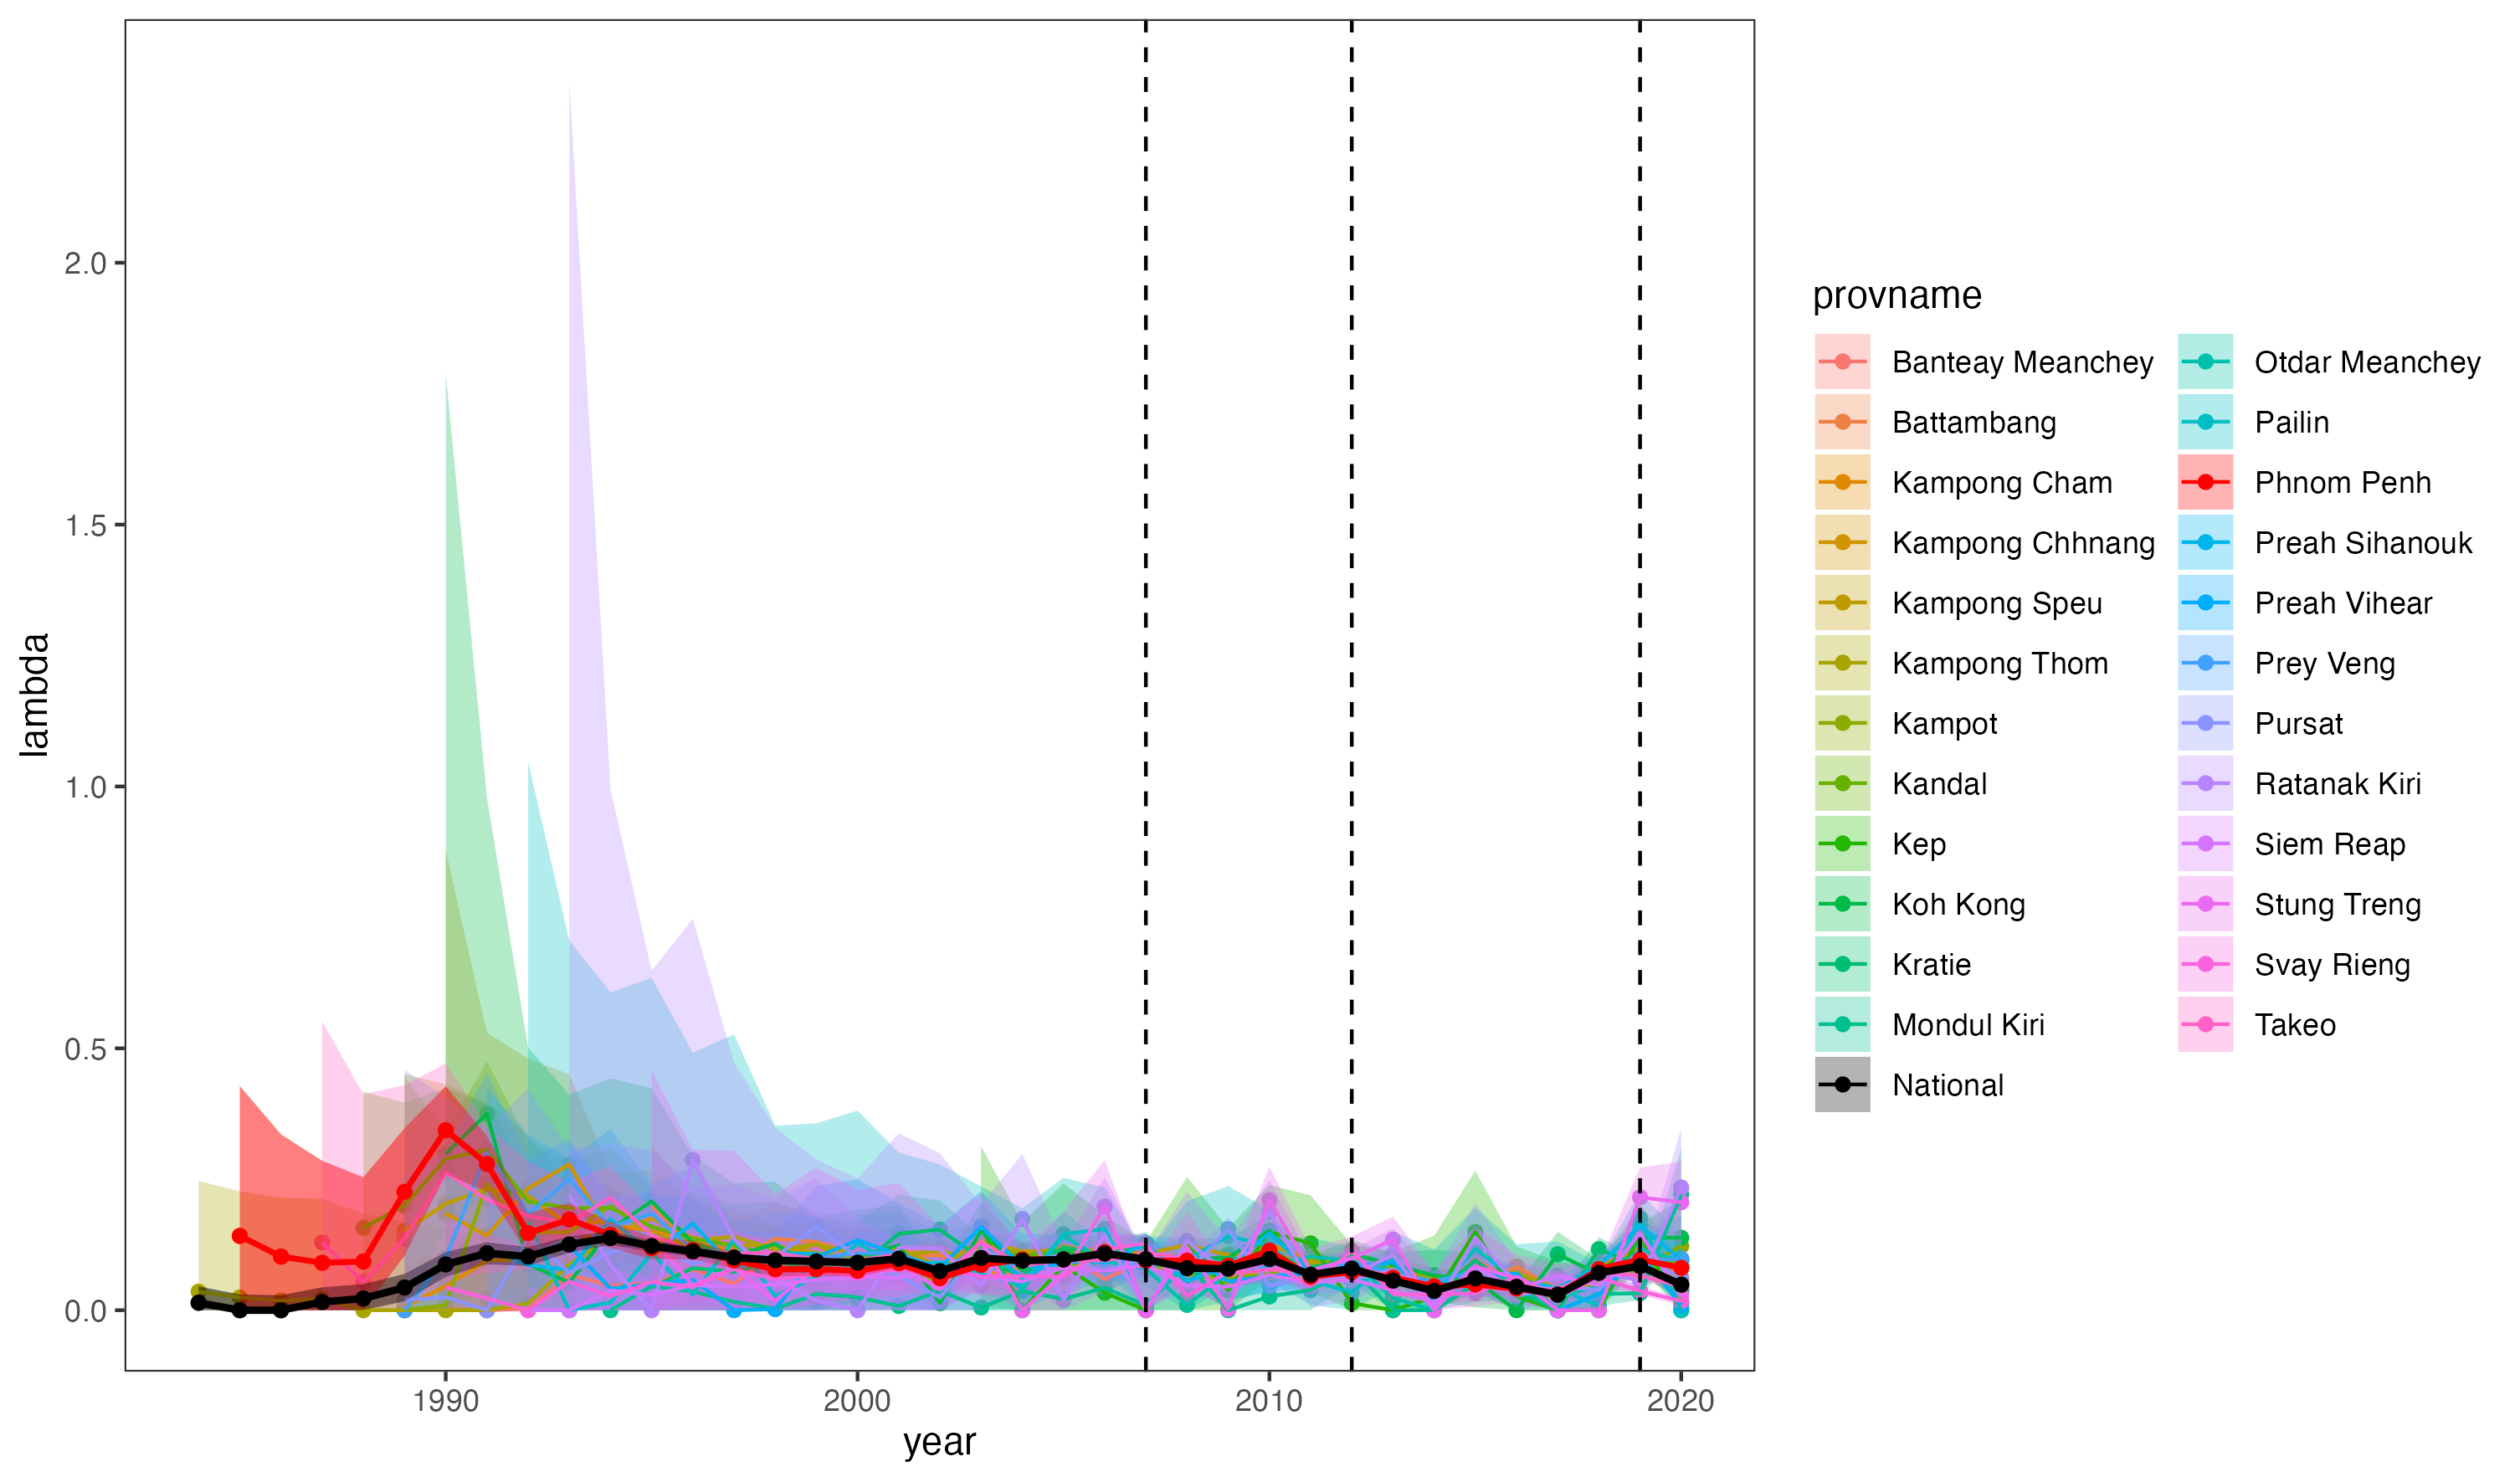 lambda
2.0
1.5
1.0
0.5
0.0
1990
2000
2010
2020
year
provname
Banteay Meanchey
Battambang
Kampong Cham
Kampong Chhnang
Kampong Speu
Kampong Thom
Kampot
Kandal
Kep
Koh Kong
Kratie
Mondul Kiri
National
Otdar Meanchey
Pailin
Phnom Penh
Preah Sihanouk
Preah Vihear
Prey Veng
Pursat
Ratanak Kiri
Siem Reap
Stung Treng
Svay Rieng
Takeo